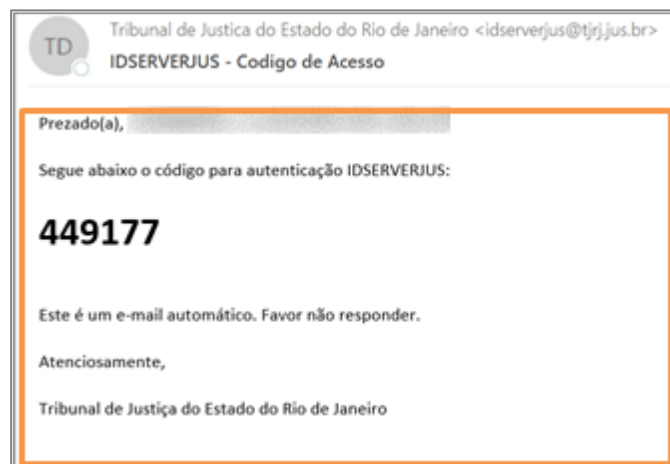 TD
Tribunal de Justica do Estado do Rio de Janeiro <idserverjus@tjrj.jus.br>
IDSERVERJUS - Codigo de Acesso
Prezado(a),
Segue abaixo o código para autenticação IDSERVERJUS:
449177
Este é um e-mail automático. Favor não responder.
Atenciosamente,
Tribunal de Justiça do Estado do Rio de Janeiro